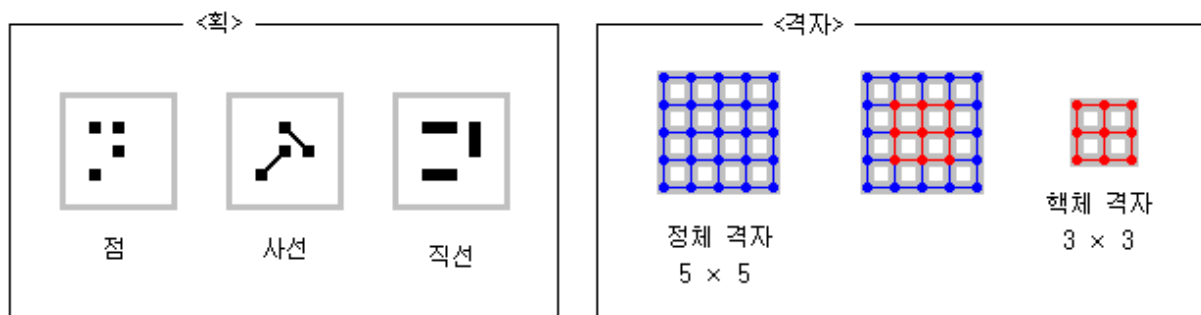 <획>
점
사선
직선
<격자>
정체 격자
5 × 5
핵체 격자
3 × 3